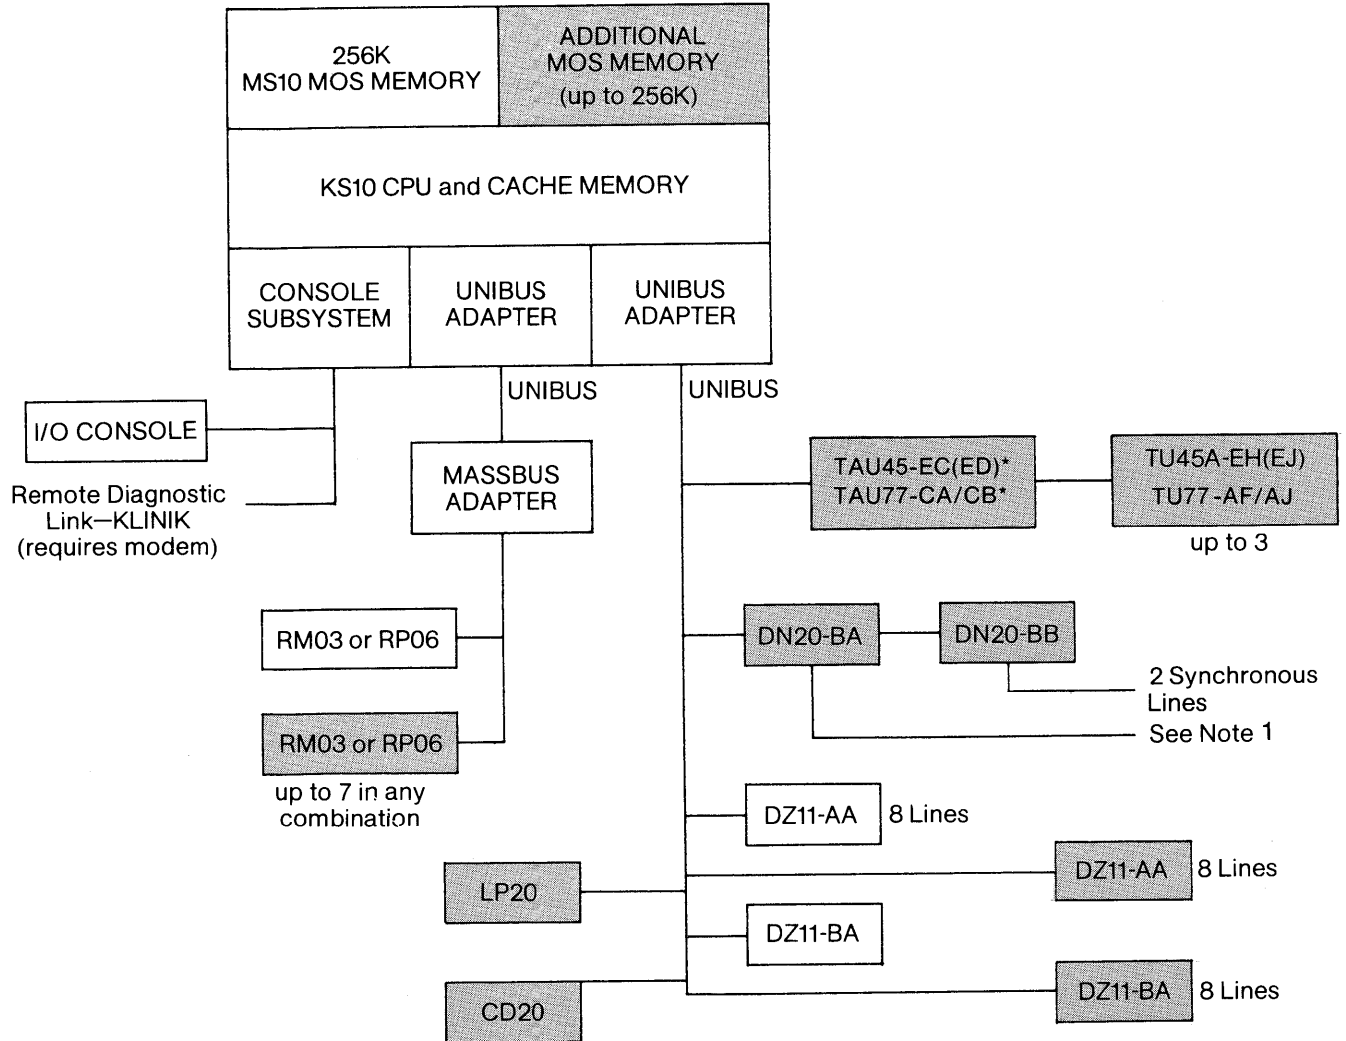 256K
MS10 MOS MEMORY
ADDITIONAL
MOS MEMORY
(up to 256K)
KS10 CPU and CACHE MEMORY
CONSOLE
SUBSYSTEM
UNIBUS
ADAPTER
UNIBUS
ADAPTER
UNIBUS
UNIBUS
I/O CONSOLE
Remote Diagnostic
Link—KLINIK
(requires modem)
MASSBUS
ADAPTER
TAU45-EC(ED)*
TAU77-CA/CB*
TU45A-EH(EJ)
TU77-AF/AJ
up to 3
RM03 or RP06
RM03 or RP06
up to 7 in any
combination
DN20-BA
DN20-BB
2 Synchronous
Lines
See Note 1
DZ11-AA
8 Lines
DZ11-AA
8 Lines
LP20
DZ11-BA
DZ11-BA
8 Lines
CD20